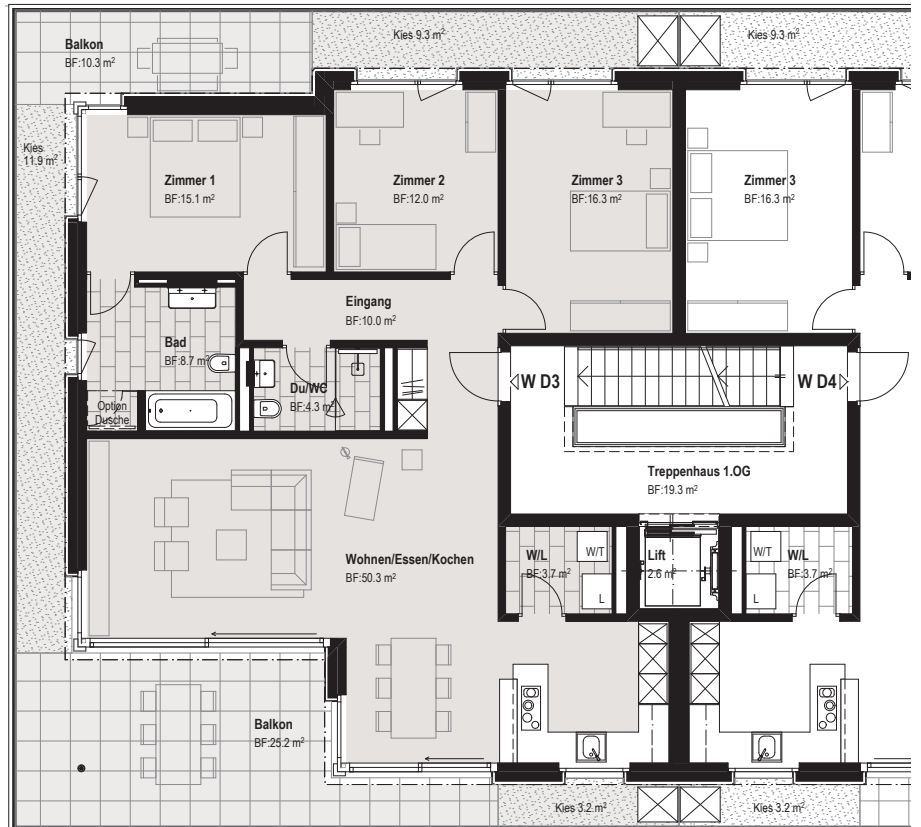 Balkon
BF:10.3 m²
Kies 9.3 m²
Kies 9.3 m²
Kies
11.9 m²
Zimmer 1
BF:15.1 m²
Zimmer 2
BF:12.0 m²
Zimmer 3
BF:16.3 m²
Zimmer 3
BF:16.3 m²
Eingang
BF:10.0 m²
Bad
BF:8.7 m²
Du/WC
BF:4.3 m²
Option
Dusche
W D3
W D4
Treppenhaus 1.OG
BF:19.3 m²
Wohnen/Essen/Kochen
BF:50.3 m²
W/L
BF:3.7 m²
W/T
L
Lift
2.6 m²
W/T
L
W/L
BF:3.7 m²
Balkon
BF:25.2 m²
Kies 3.2 m²
Kies 3.2 m²